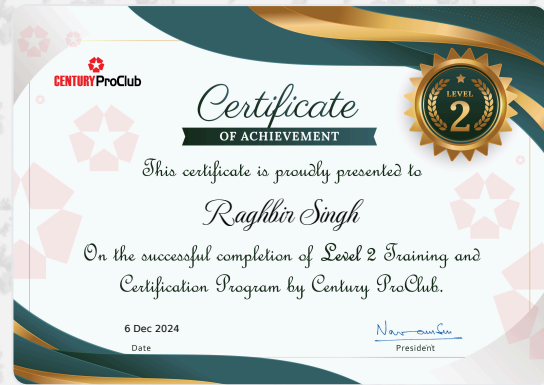 CENTURY ProClub
Certificate
OF ACHIEVEMENT
LEVEL
2
This certificate is proudly presented to
Raghbir Singh
On the successful completion of Level 2 Training and
Certification Program by Century ProClub.
6 Dec 2024
Date
President